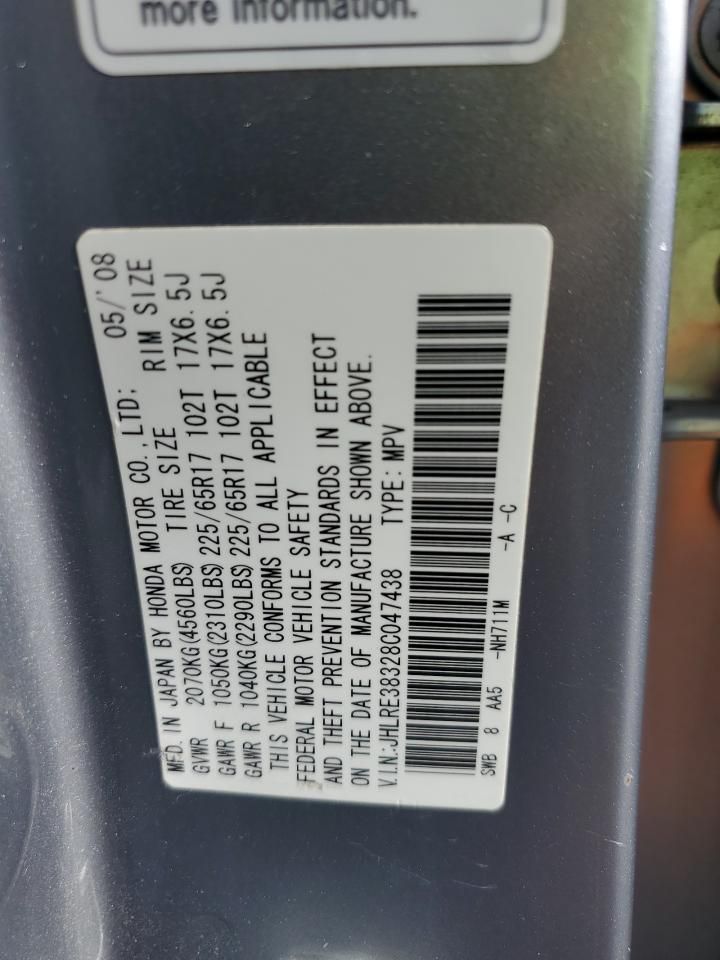 more information.
MFD. IN JAPAN BY HONDA MOTOR CO., LTD; 05/'08
GVWR 2070KG(4560LBS) TIRE SIZE RIM SIZE
GAWR F 1050KG(2310LBS) 225/65R17 102T 17X6.5J
GAWR R 1040KG(2290LBS) 225/65R17 102T 17X6.5J
THIS VEHICLE CONFORMS TO ALL APPLICABLE
FEDERAL MOTOR VEHICLE SAFETY
AND THEFT PREVENTION STANDARDS IN EFFECT
ON THE DATE OF MANUFACTURE SHOWN ABOVE.
V.I.N.:JHLRE38328C047438 TYPE: MPV
SWB 8 AA5 -NH711M -A -C